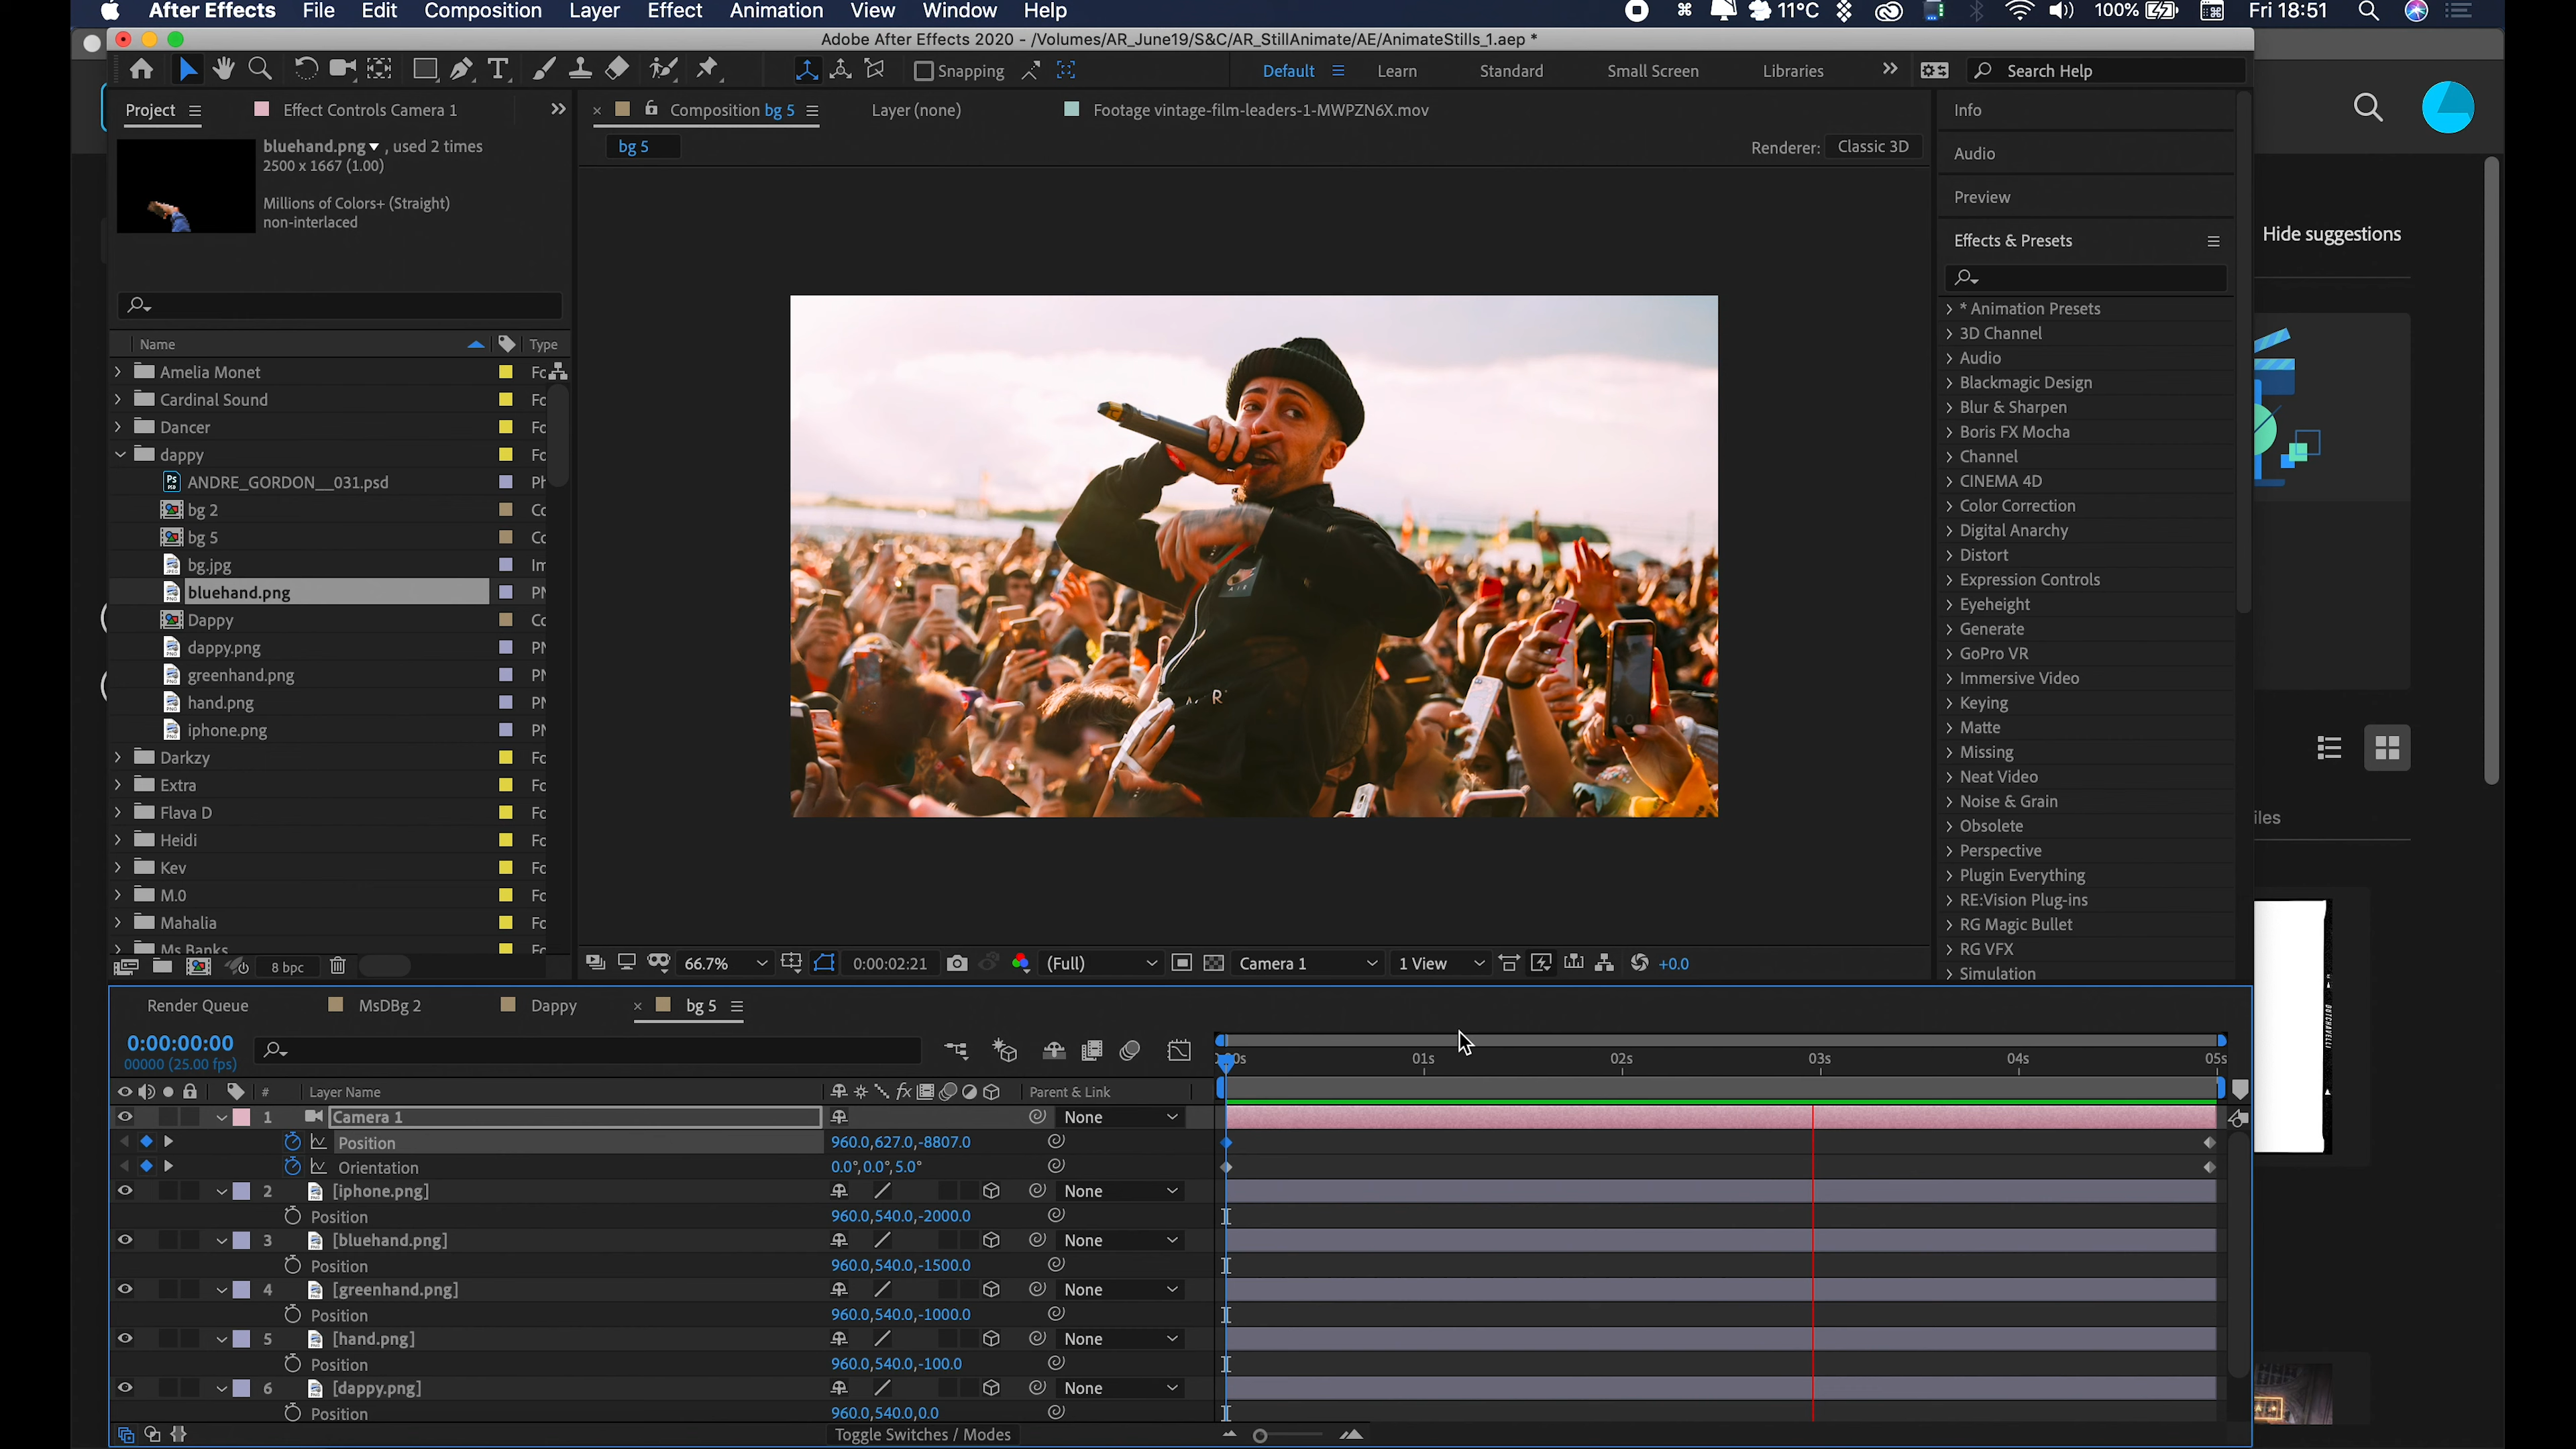 After Effects File Edit Composition Layer Effect Animation View Window Help 11°C 100% Fri 18:51
Adobe After Effects 2020 - /Volumes/AR_June19/S&C/AR_StillAnimate/AE/AnimateStills_1.aep *
Snapping Default Learn Standard Small Screen Libraries Search Help
Project Effect Controls Camera 1
Composition bg 5 Layer (none) Footage vintage-film-leaders-1-MWPZN6X.mov
bg 5 Renderer: Classic 3D
bluehand.png , used 2 times
2500 x 1667 (1.00)
Millions of Colors+ (Straight)
non-interlaced
Name Type
Amelia Monet Fc
Cardinal Sound Fc
Dancer Fc
dappy Fc
Ps
ANDRE_GORDON__031.psd Ph
bg 2 Cc
bg 5 Cc
bg.jpg Im
bluehand.png PN
Dappy Cc
dappy.png PN
greenhand.png PN
hand.png PN
iphone.png PN
Darkzy Fc
Extra Fc
Flava D Fc
Heidi Fc
Kev Fc
M.0 Fc
Mahalia Fc
Ms Banks Fc
8 bpc
R
66.7% 0:00:02:21 (Full) Camera 1 1 View +0.0
Info
Audio
Preview
Effects & Presets
* Animation Presets
3D Channel
Audio
Blackmagic Design
Blur & Sharpen
Boris FX Mocha
Channel
CINEMA 4D
Color Correction
Digital Anarchy
Distort
Expression Controls
Eyeheight
Generate
GoPro VR
Immersive Video
Keying
Matte
Missing
Neat Video
Noise & Grain
Obsolete
Perspective
Plugin Everything
RE:Vision Plug-ins
RG Magic Bullet
RG VFX
Simulation
Hide suggestions
iles
Render Queue MsDBg 2 Dappy bg 5
0:00:00:00
00000 (25.00 fps)
:00s 01s 02s 03s 04s 05s
# Layer Name fx Parent & Link
1 Camera 1 None
Position 960.0,627.0,-8807.0
Orientation 0.0°,0.0°,5.0°
2 [iphone.png] None
Position 960.0,540.0,-2000.0
3 [bluehand.png] None
Position 960.0,540.0,-1500.0
4 [greenhand.png] None
Position 960.0,540.0,-1000.0
5 [hand.png] None
Position 960.0,540.0,-100.0
6 [dappy.png] None
Position 960.0,540.0,0.0
Toggle Switches / Modes